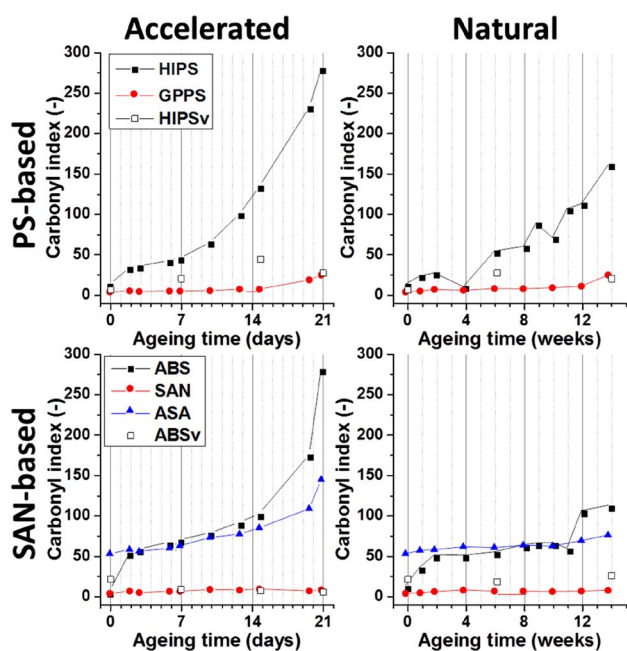 Accelerated
Natural
PS-based
Carbonyl index (-)
300
250
200
150
100
50
0
HIPS
GPPS
HIPSv
0
7
14
21
Ageing time (days)
Carbonyl index (-)
300
250
200
150
100
50
0
0
4
8
12
Ageing time (weeks)
SAN-based
Carbonyl index (-)
300
250
200
150
100
50
0
ABS
SAN
ASA
ABSv
0
7
14
21
Ageing time (days)
Carbonyl index (-)
300
250
200
150
100
50
0
0
4
8
12
Ageing time (weeks)